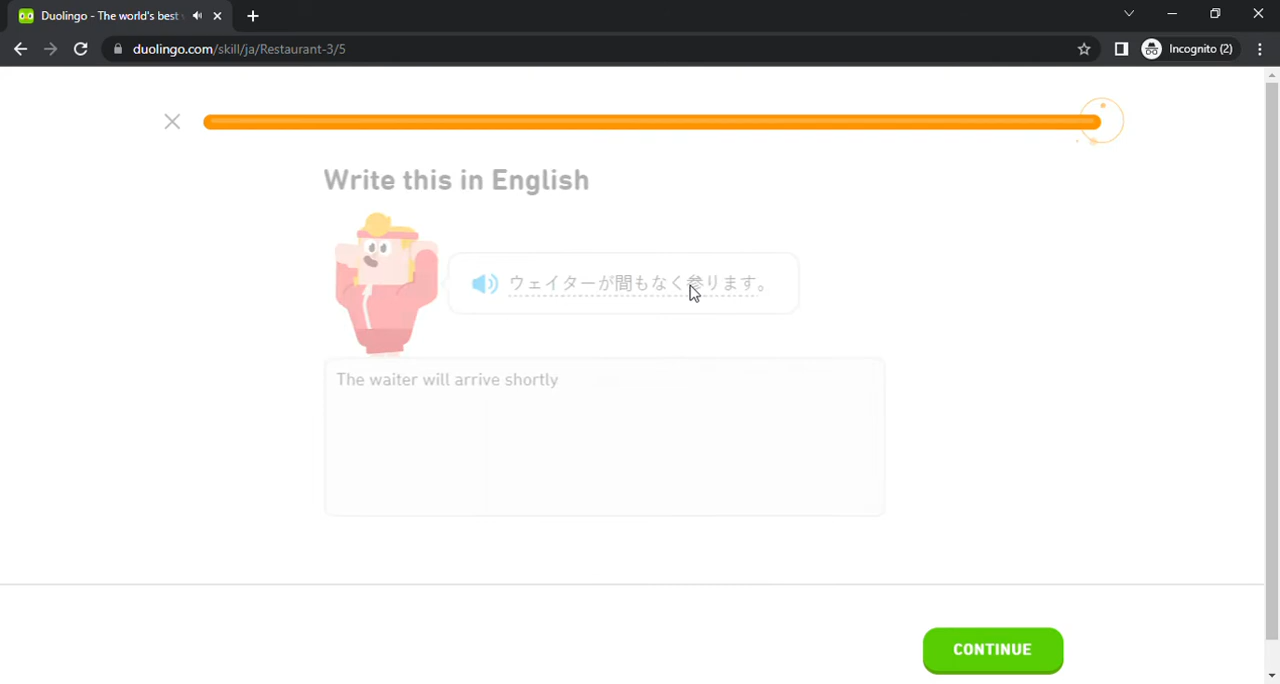 Duolingo - The world's best
duolingo.com/skill/ja/Restaurant-3/5
Incognito (2)
Write this in English
ウェイターが間もなく参ります。
The waiter will arrive shortly
CONTINUE